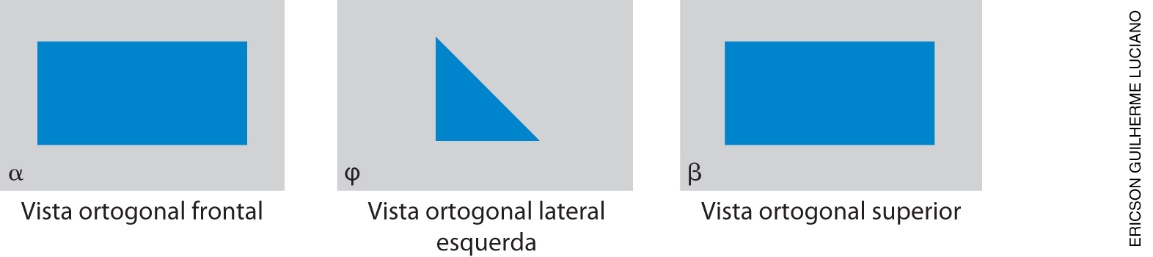 α
Vista ortogonal frontal
φ
Vista ortogonal lateral
esquerda
β
Vista ortogonal superior
ERICSON GUILHERME LUCIANO